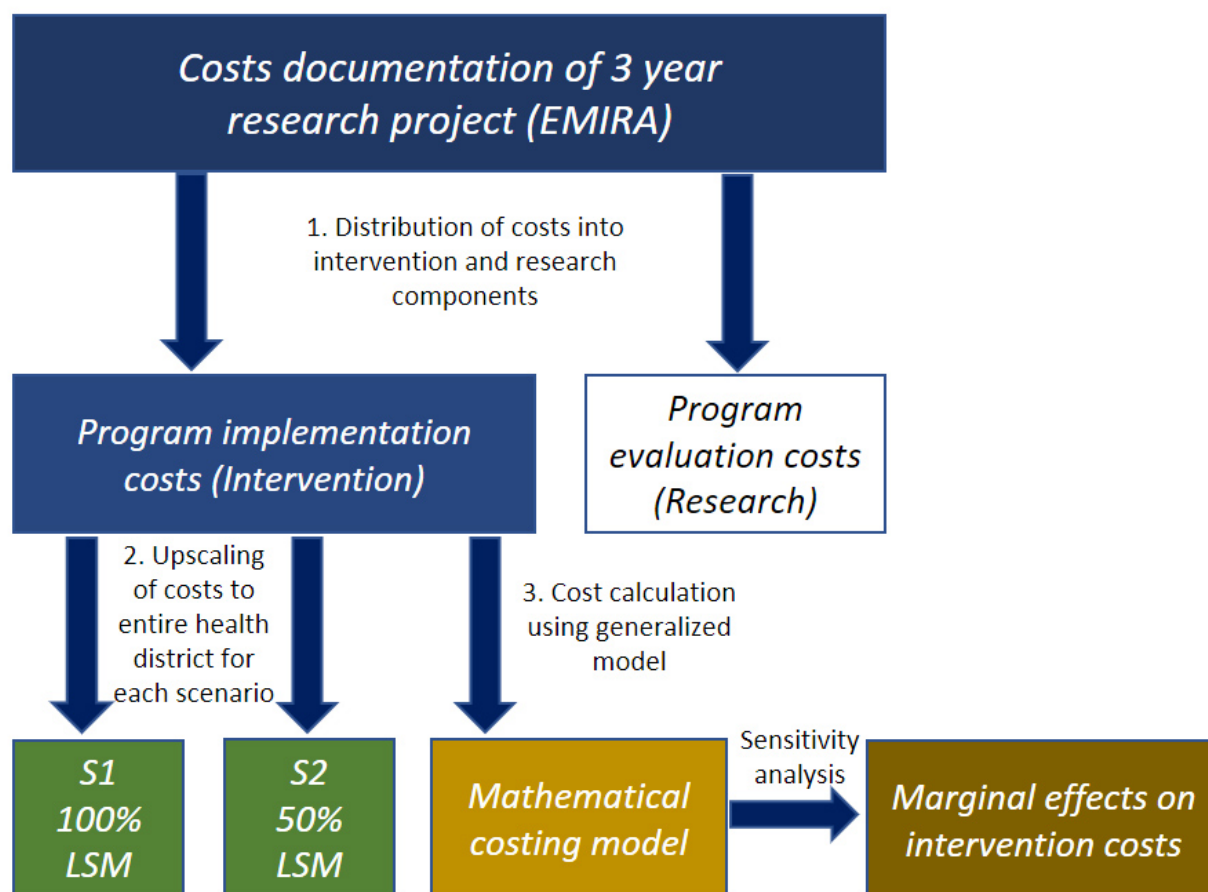 Costs documentation of 3 year
research project (EMIRA)
1. Distribution of costs into
intervention and research
components
Program implementation
costs (Intervention)
Program
evaluation costs
(Research)
2. Upscaling
of costs to
entire health
district for
each scenario
3. Cost calculation
using generalized
model
S1
100%
LSM
S2
50%
LSM
Mathematical
costing model
Sensitivity
analysis
Marginal effects on
intervention costs